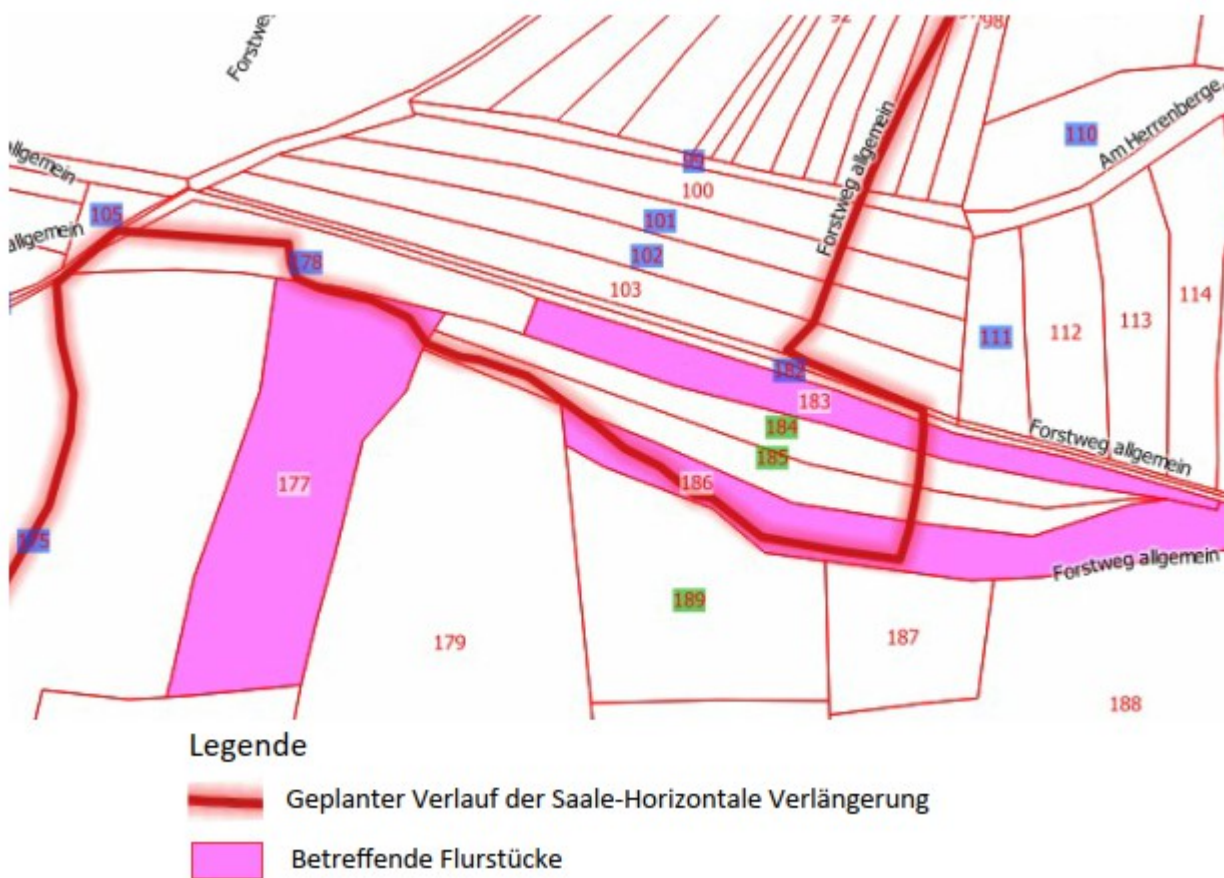 Forstweg
92
98
allgemein
allgemein
Forstweg allgemein
Am Herrenberge
110
99
100
101
102
103
105
178
111
112
113
114
182
183
184
185
Forstweg allgemein
177
186
175
189
Forstweg allgemein
179
187
188
Legende
Geplanter Verlauf der Saale-Horizontale Verlängerung
Betreffende Flurstücke